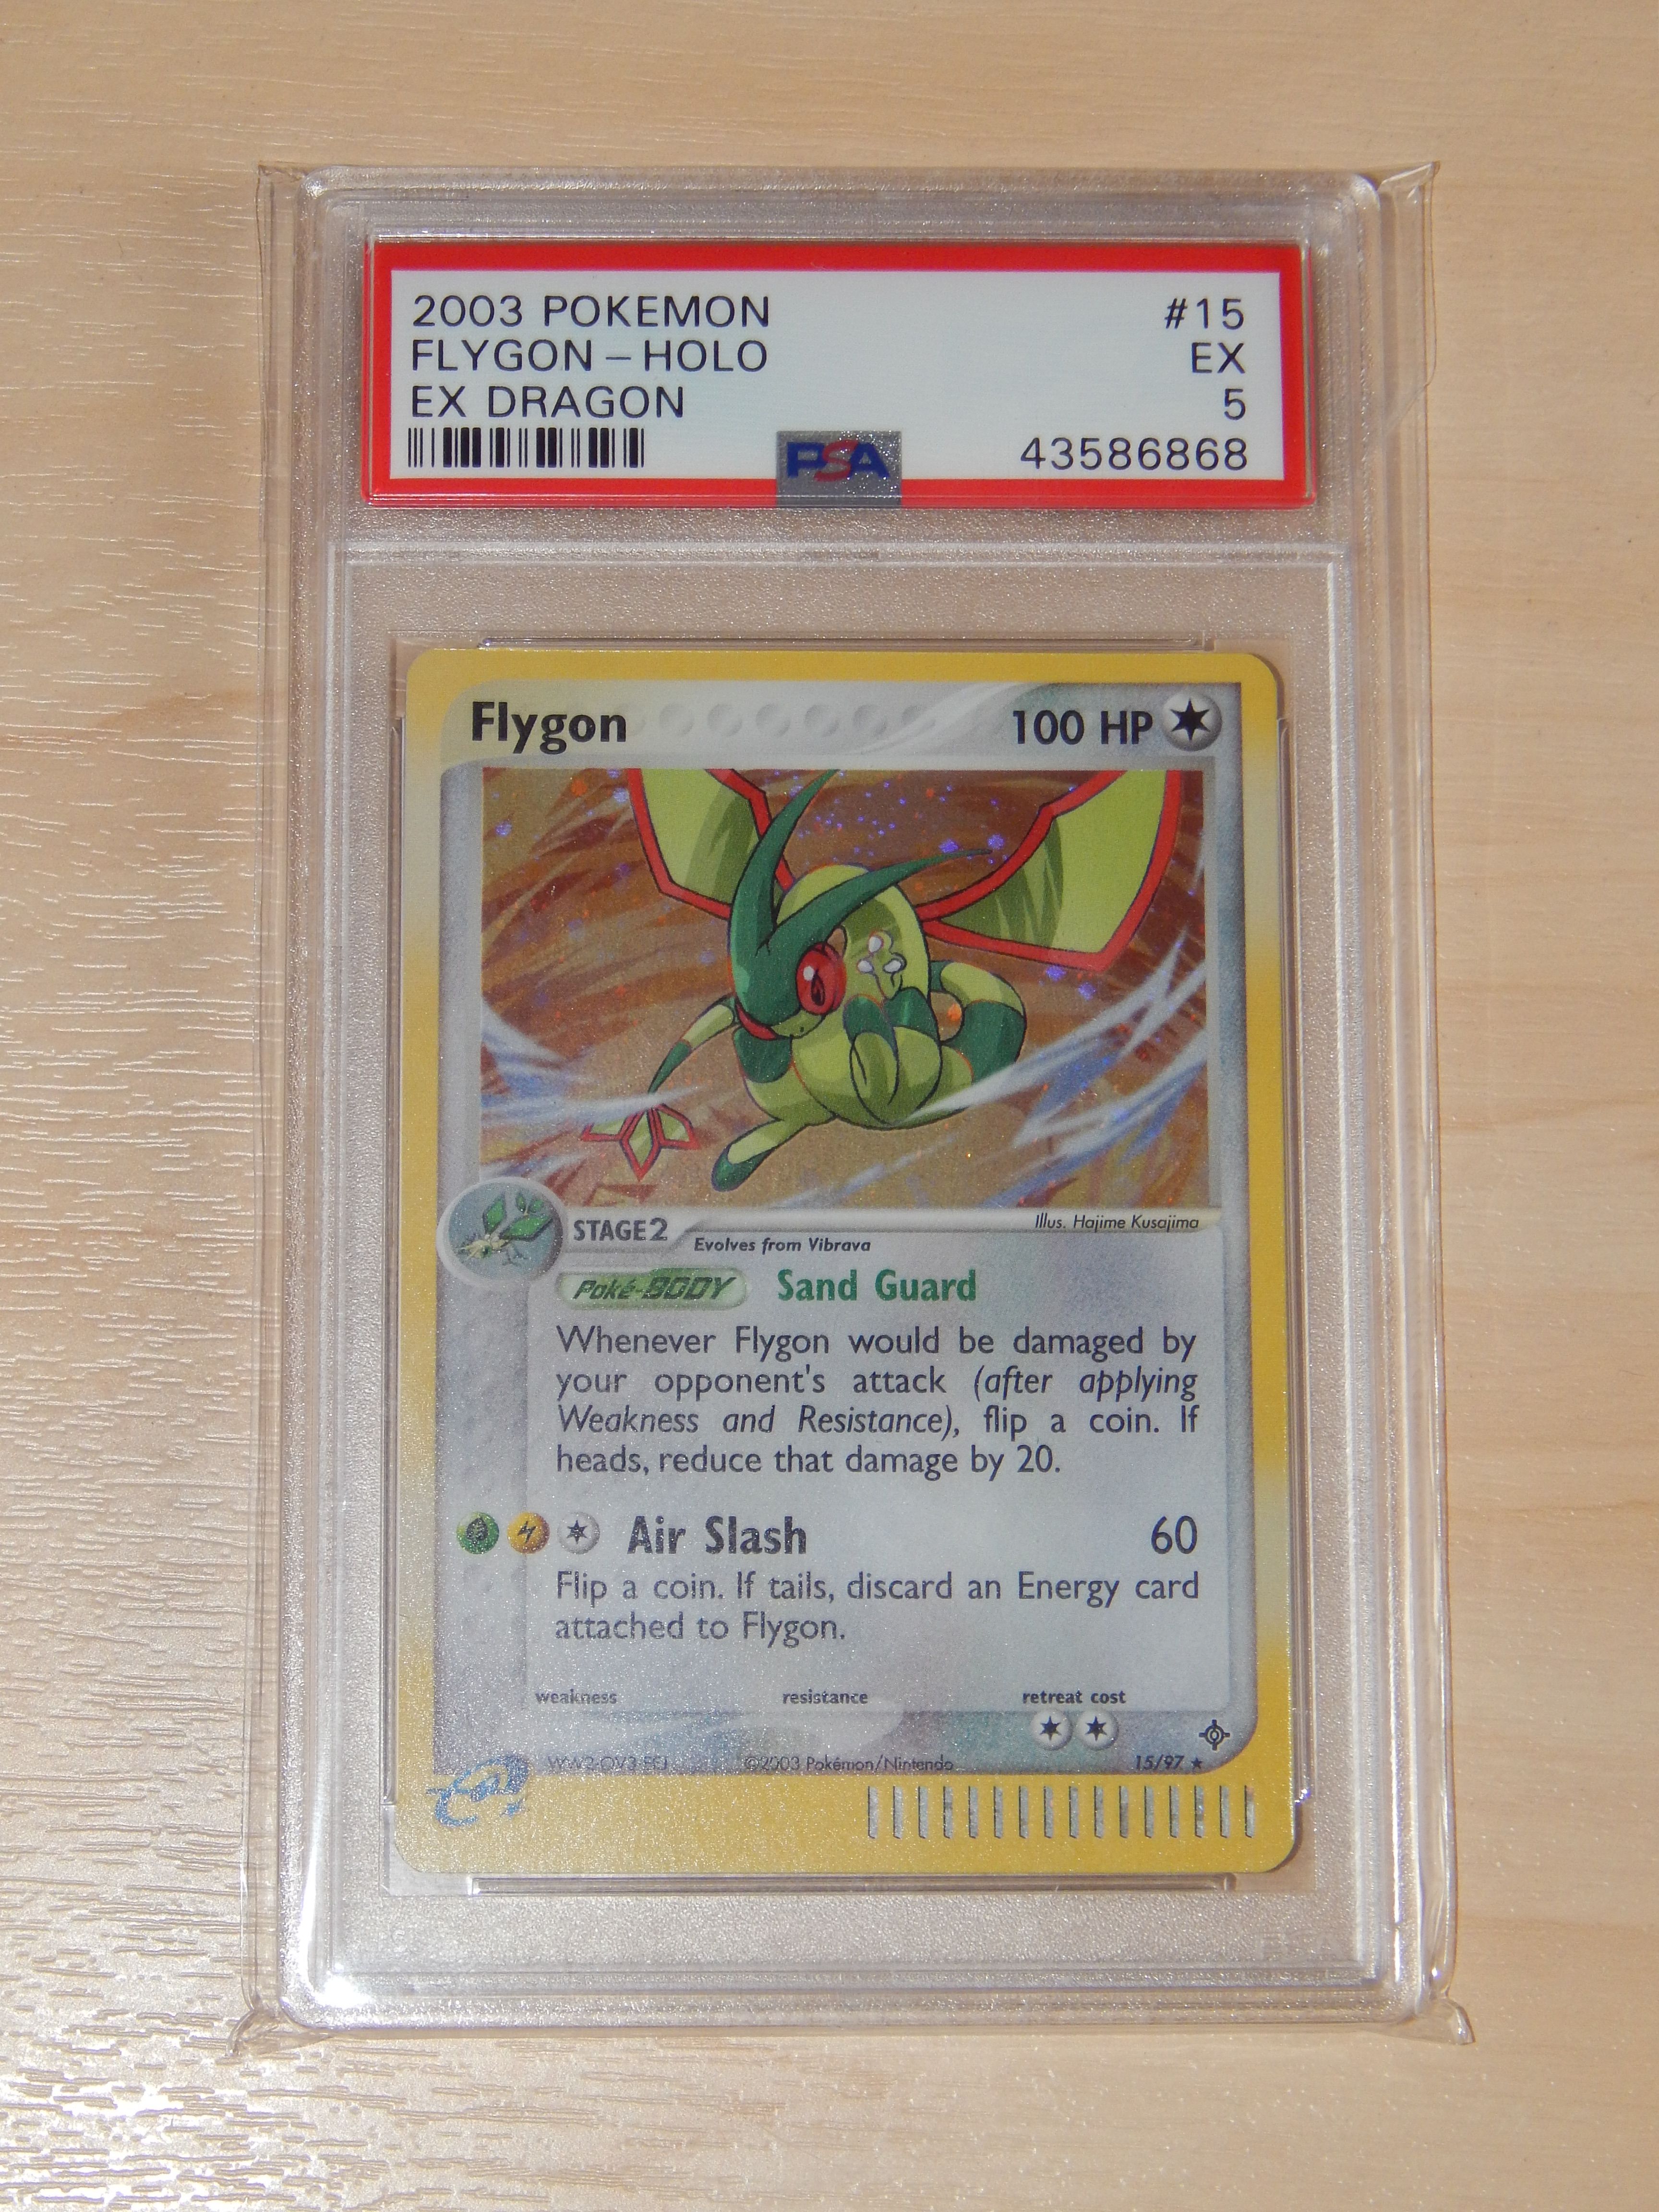 2003 POKEMON #15
FLYGON – HOLO EX
EX DRAGON 5
PSA 43586868
Flygon 100 HP
Illus. Hajime Kusajima
STAGE2
Evolves from Vibrava
Poké-BODY Sand Guard
Whenever Flygon would be damaged by
your opponent's attack (after applying
Weakness and Resistance), flip a coin. If
heads, reduce that damage by 20.
Air Slash 60
Flip a coin. If tails, discard an Energy card
attached to Flygon.
weakness resistance retreat cost
©2003 Pokémon/Nintendo 15/97